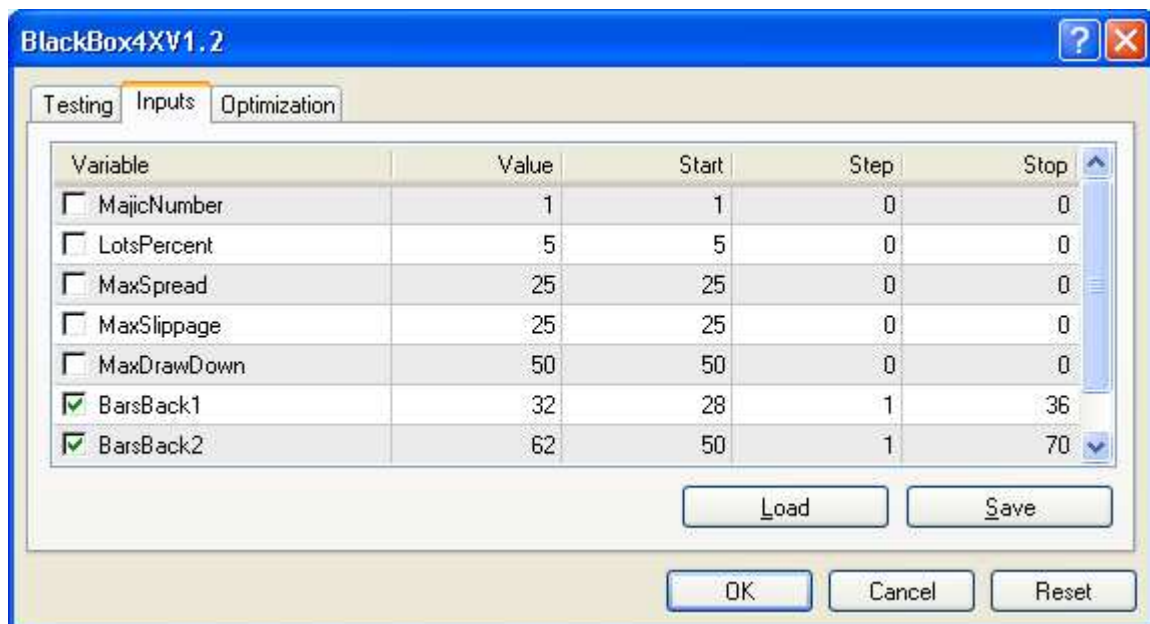 BlackBox4XV1.2
Testing Inputs Optimization
Variable Value Start Step Stop
MajicNumber 1 1 0 0
LotsPercent 5 5 0 0
MaxSpread 25 25 0 0
MaxSlippage 25 25 0 0
MaxDrawDown 50 50 0 0
BarsBack1 32 28 1 36
BarsBack2 62 50 1 70
Load Save
OK Cancel Reset